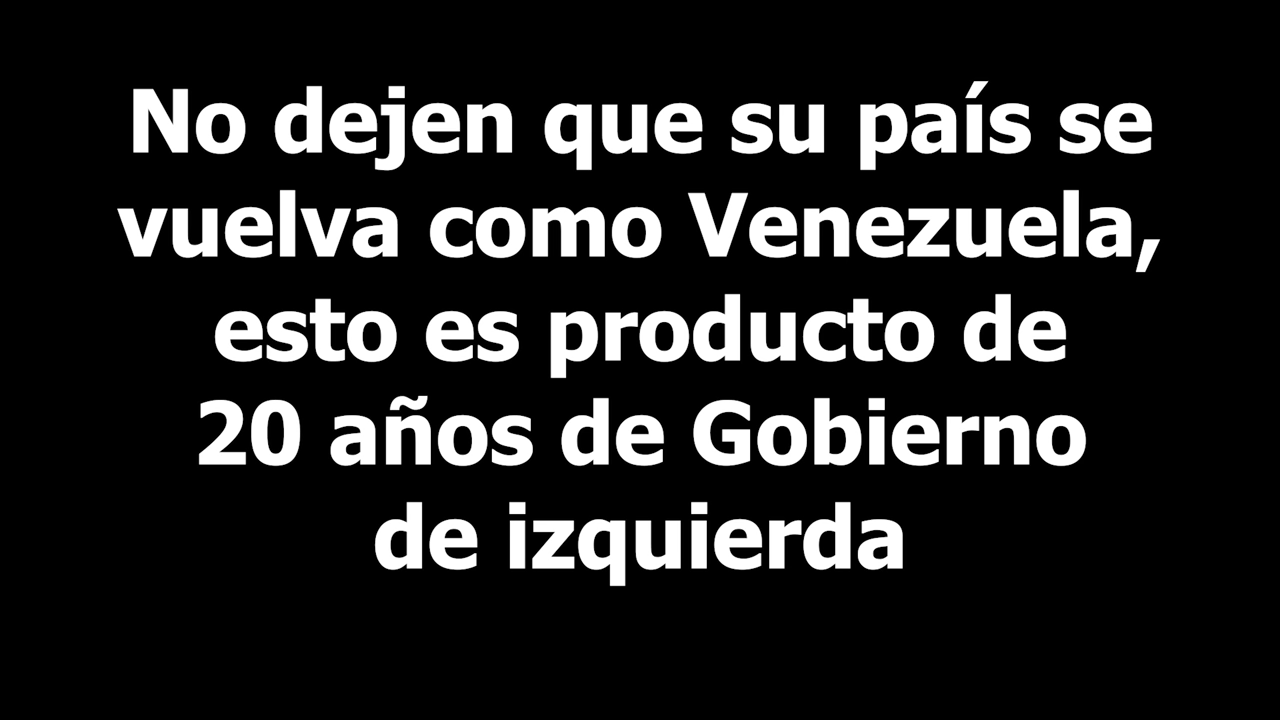 No dejen que su país se
vuelva como Venezuela,
esto es producto de
20 años de Gobierno
de izquierda